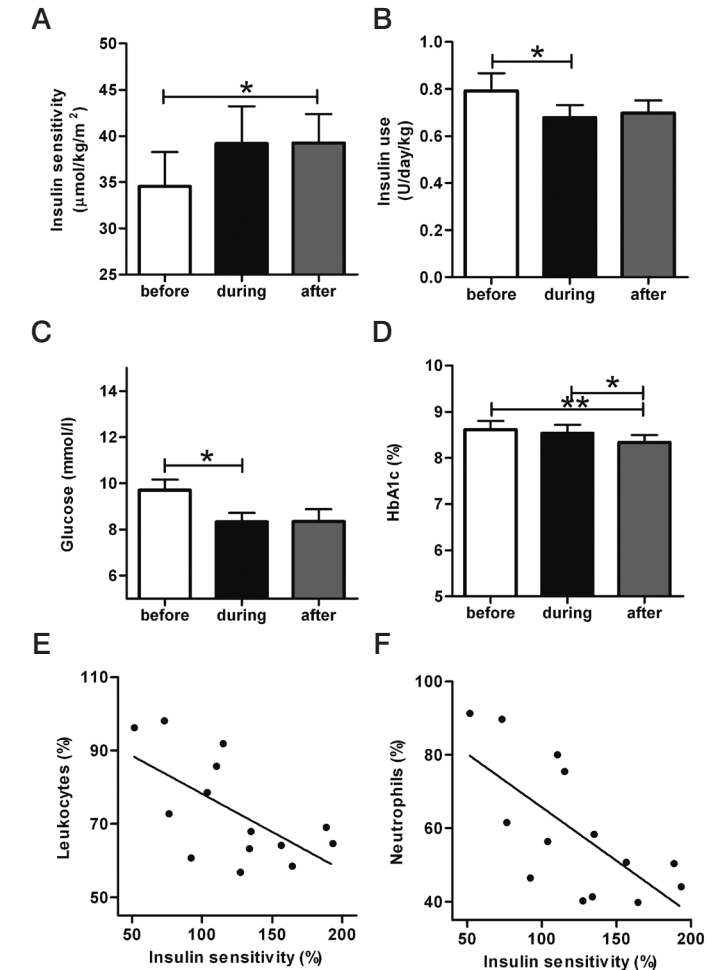 A
B
50
45
40
35
30
25
Insulin sensitivity
(μmol/kg/m²)
*
before during after
1.0
0.8
0.6
0.4
0.2
0.0
Insulin use
(U/day/kg)
*
before during after
C
D
14
12
10
8
6
Glucose (mmol/l)
*
before during after
10
9
8
7
6
5
HbA1c (%)
*
**
before during after
E
F
110
90
70
50
Leukocytes (%)
50 100 150 200
Insulin sensitivity (%)
100
80
60
40
Neutrophils (%)
50 100 150 200
Insulin sensitivity (%)